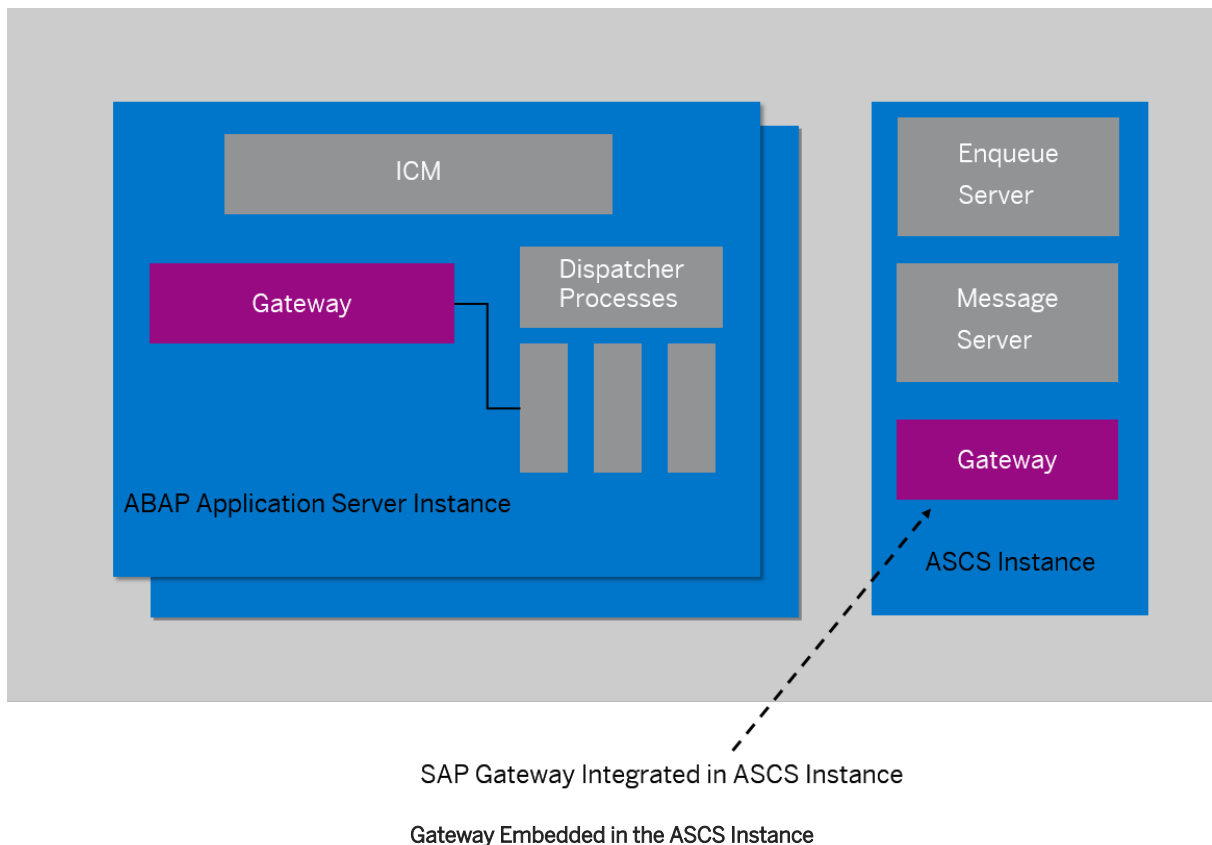 ICM
Gateway
Dispatcher
Processes
ABAP Application Server Instance
Enqueue
Server
Message
Server
Gateway
ASCS Instance
SAP Gateway Integrated in ASCS Instance
Gateway Embedded in the ASCS Instance